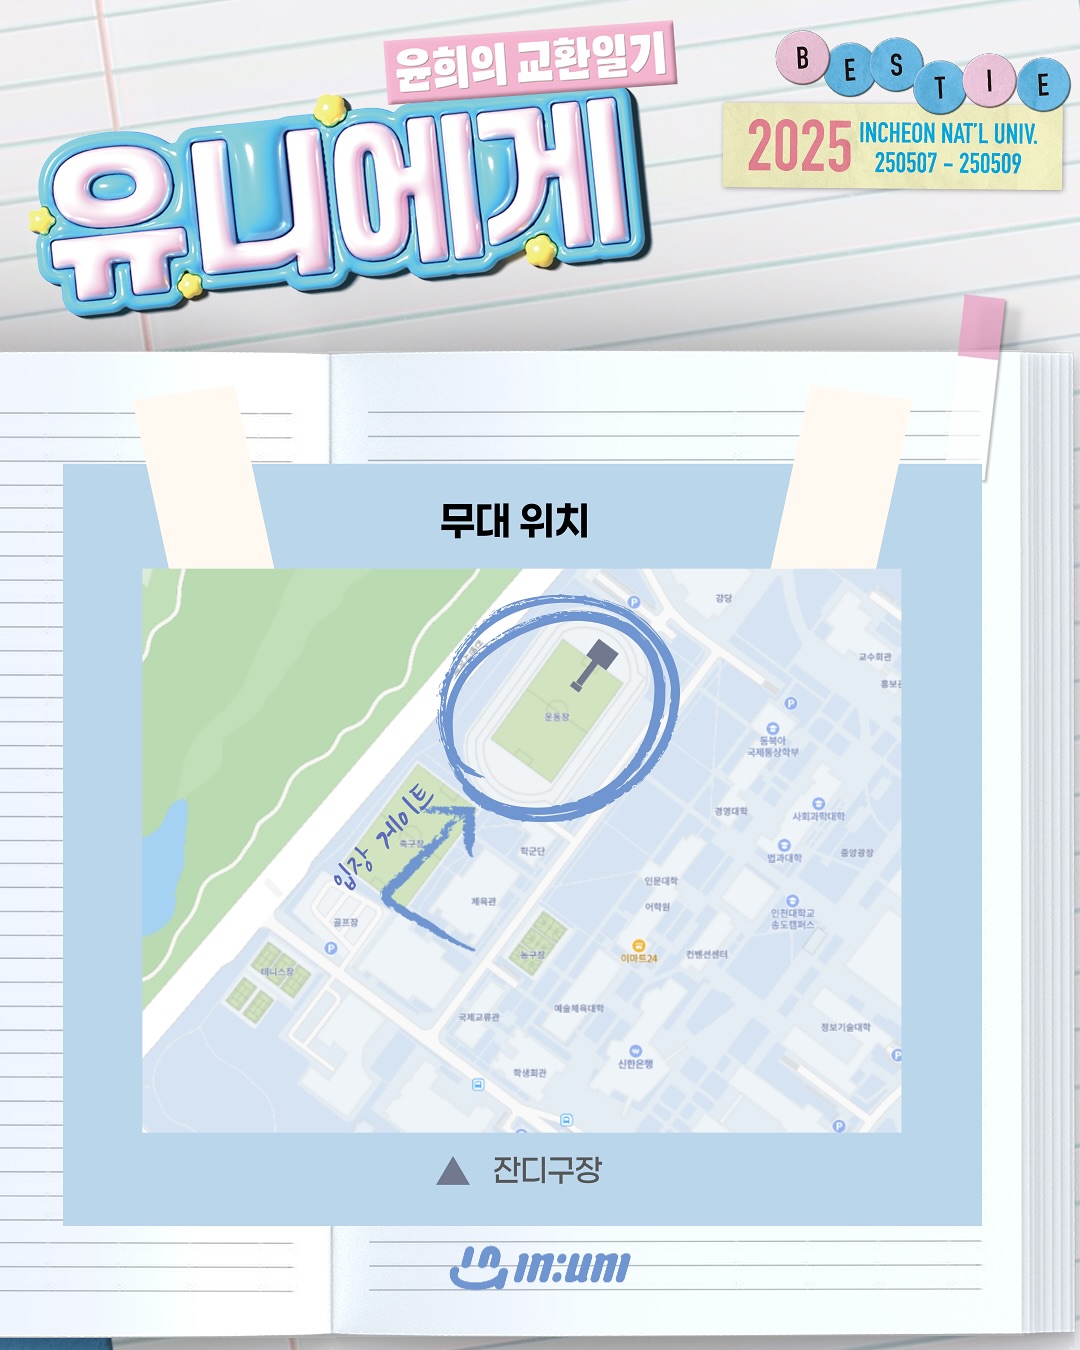 윤희의 교환일기
유니에게
BESTIE
2025 INCHEON NAT'L UNIV.
250507 - 250509
무대 위치
P
강당
교수회관
홍보관
P
동북아
국제통상학부
운동장
경영대학
사회과학대학
입장 게이트
축구장
학군단
법과대학
중앙광장
인문대학
체육관
어학원
인천대학교
송도캠퍼스
골프장
P
농구장
이마트24
컨벤션센터
테니스장
국제교류관
예술체육대학
정보기술대학
P
신한은행
학생회관
P
▲ 잔디구장
in:uni